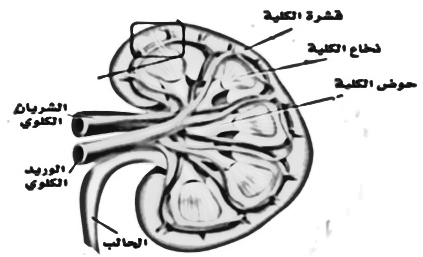 قشرة الكلية
نخاع الكلية
حوض الكلية
الشريان
الكلوي
الوريد
الكلوي
الحالب